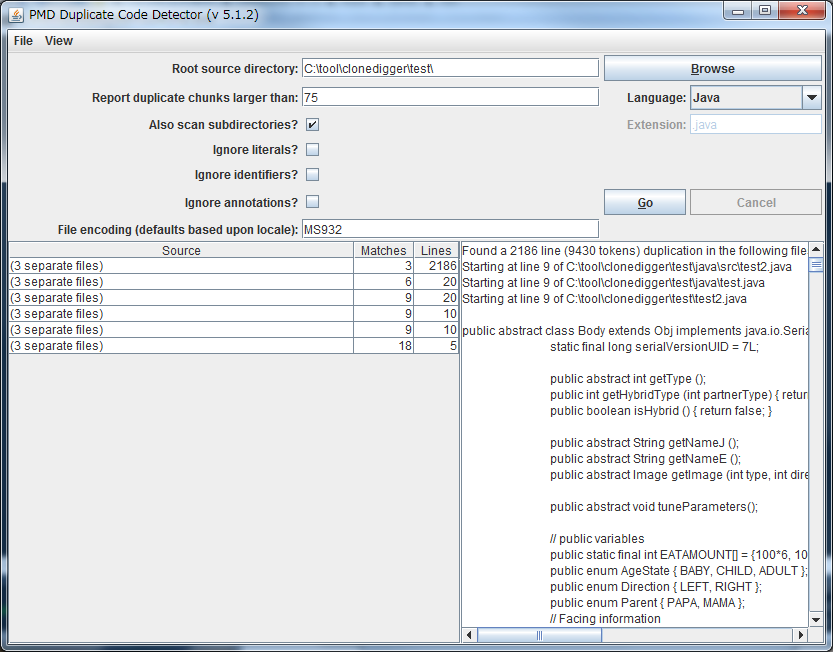 PMD Duplicate Code Detector (v 5.1.2)
File View
Root source directory: C:\tool\clonedigger\test\ Browse
Report duplicate chunks larger than: 75 Language: Java
Also scan subdirectories? Extension: .java
Ignore literals?
Ignore identifiers?
Ignore annotations? Go Cancel
File encoding (defaults based upon locale): MS932
Source Matches Lines
(3 separate files) 3 2186
(3 separate files) 6 20
(3 separate files) 9 20
(3 separate files) 9 10
(3 separate files) 9 10
(3 separate files) 18 5
Found a 2186 line (9430 tokens) duplication in the following file
Starting at line 9 of C:\tool\clonedigger\test\java\src\test2.java
Starting at line 9 of C:\tool\clonedigger\test\java\test.java
Starting at line 9 of C:\tool\clonedigger\test\test2.java
public abstract class Body extends Obj implements java.io.Seria
static final long serialVersionUID = 7L;
public abstract int getType ();
public int getHybridType (int partnerType) { retur
public boolean isHybrid () { return false; }
public abstract String getNameJ ();
public abstract String getNameE ();
public abstract Image getImage (int type, int dire
public abstract void tuneParameters();
// public variables
public static final int EATAMOUNT[] = {100*6, 10
public enum AgeState { BABY, CHILD, ADULT };
public enum Direction { LEFT, RIGHT };
public enum Parent { PAPA, MAMA };
// Facing information